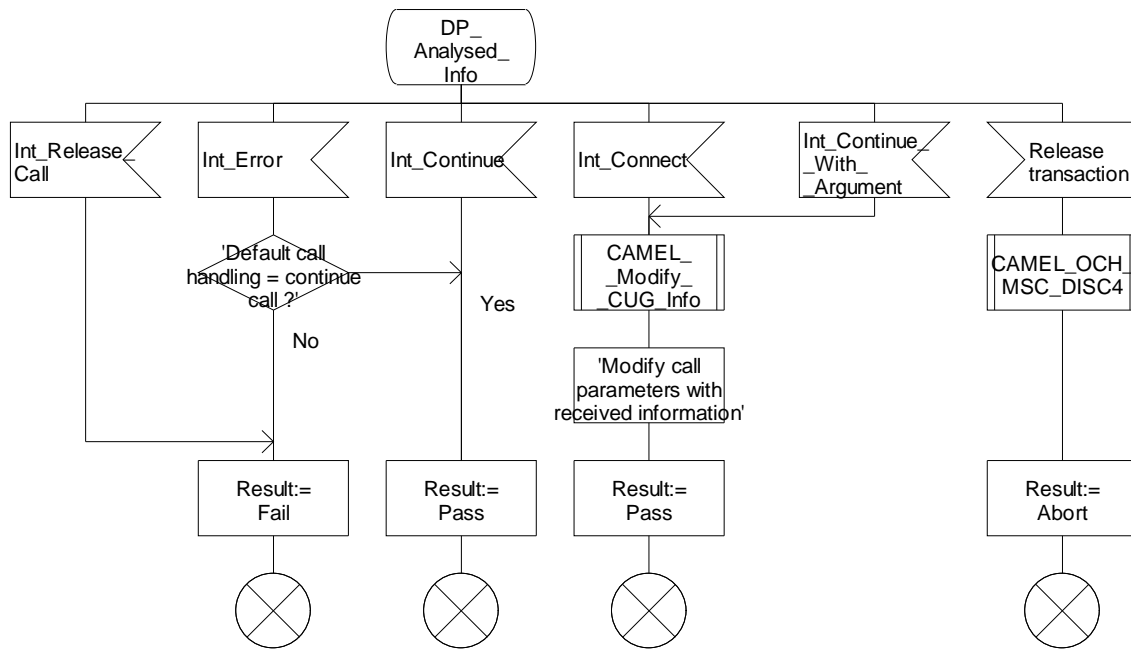 DP_
Analysed_
Info
Int_Release_
Call
Int_Error
Int_Continue
Int_Connect
Int_Continue_
_With_
_Argument
Release
transaction
'Default call
handling = continue
call ?'
Yes
No
CAMEL_
_Modify_
_CUG_Info
CAMEL_OCH_
MSC_DISC4
'Modify call
parameters with
received information'
Result:=
Fail
Result:=
Pass
Result:=
Pass
Result:=
Abort